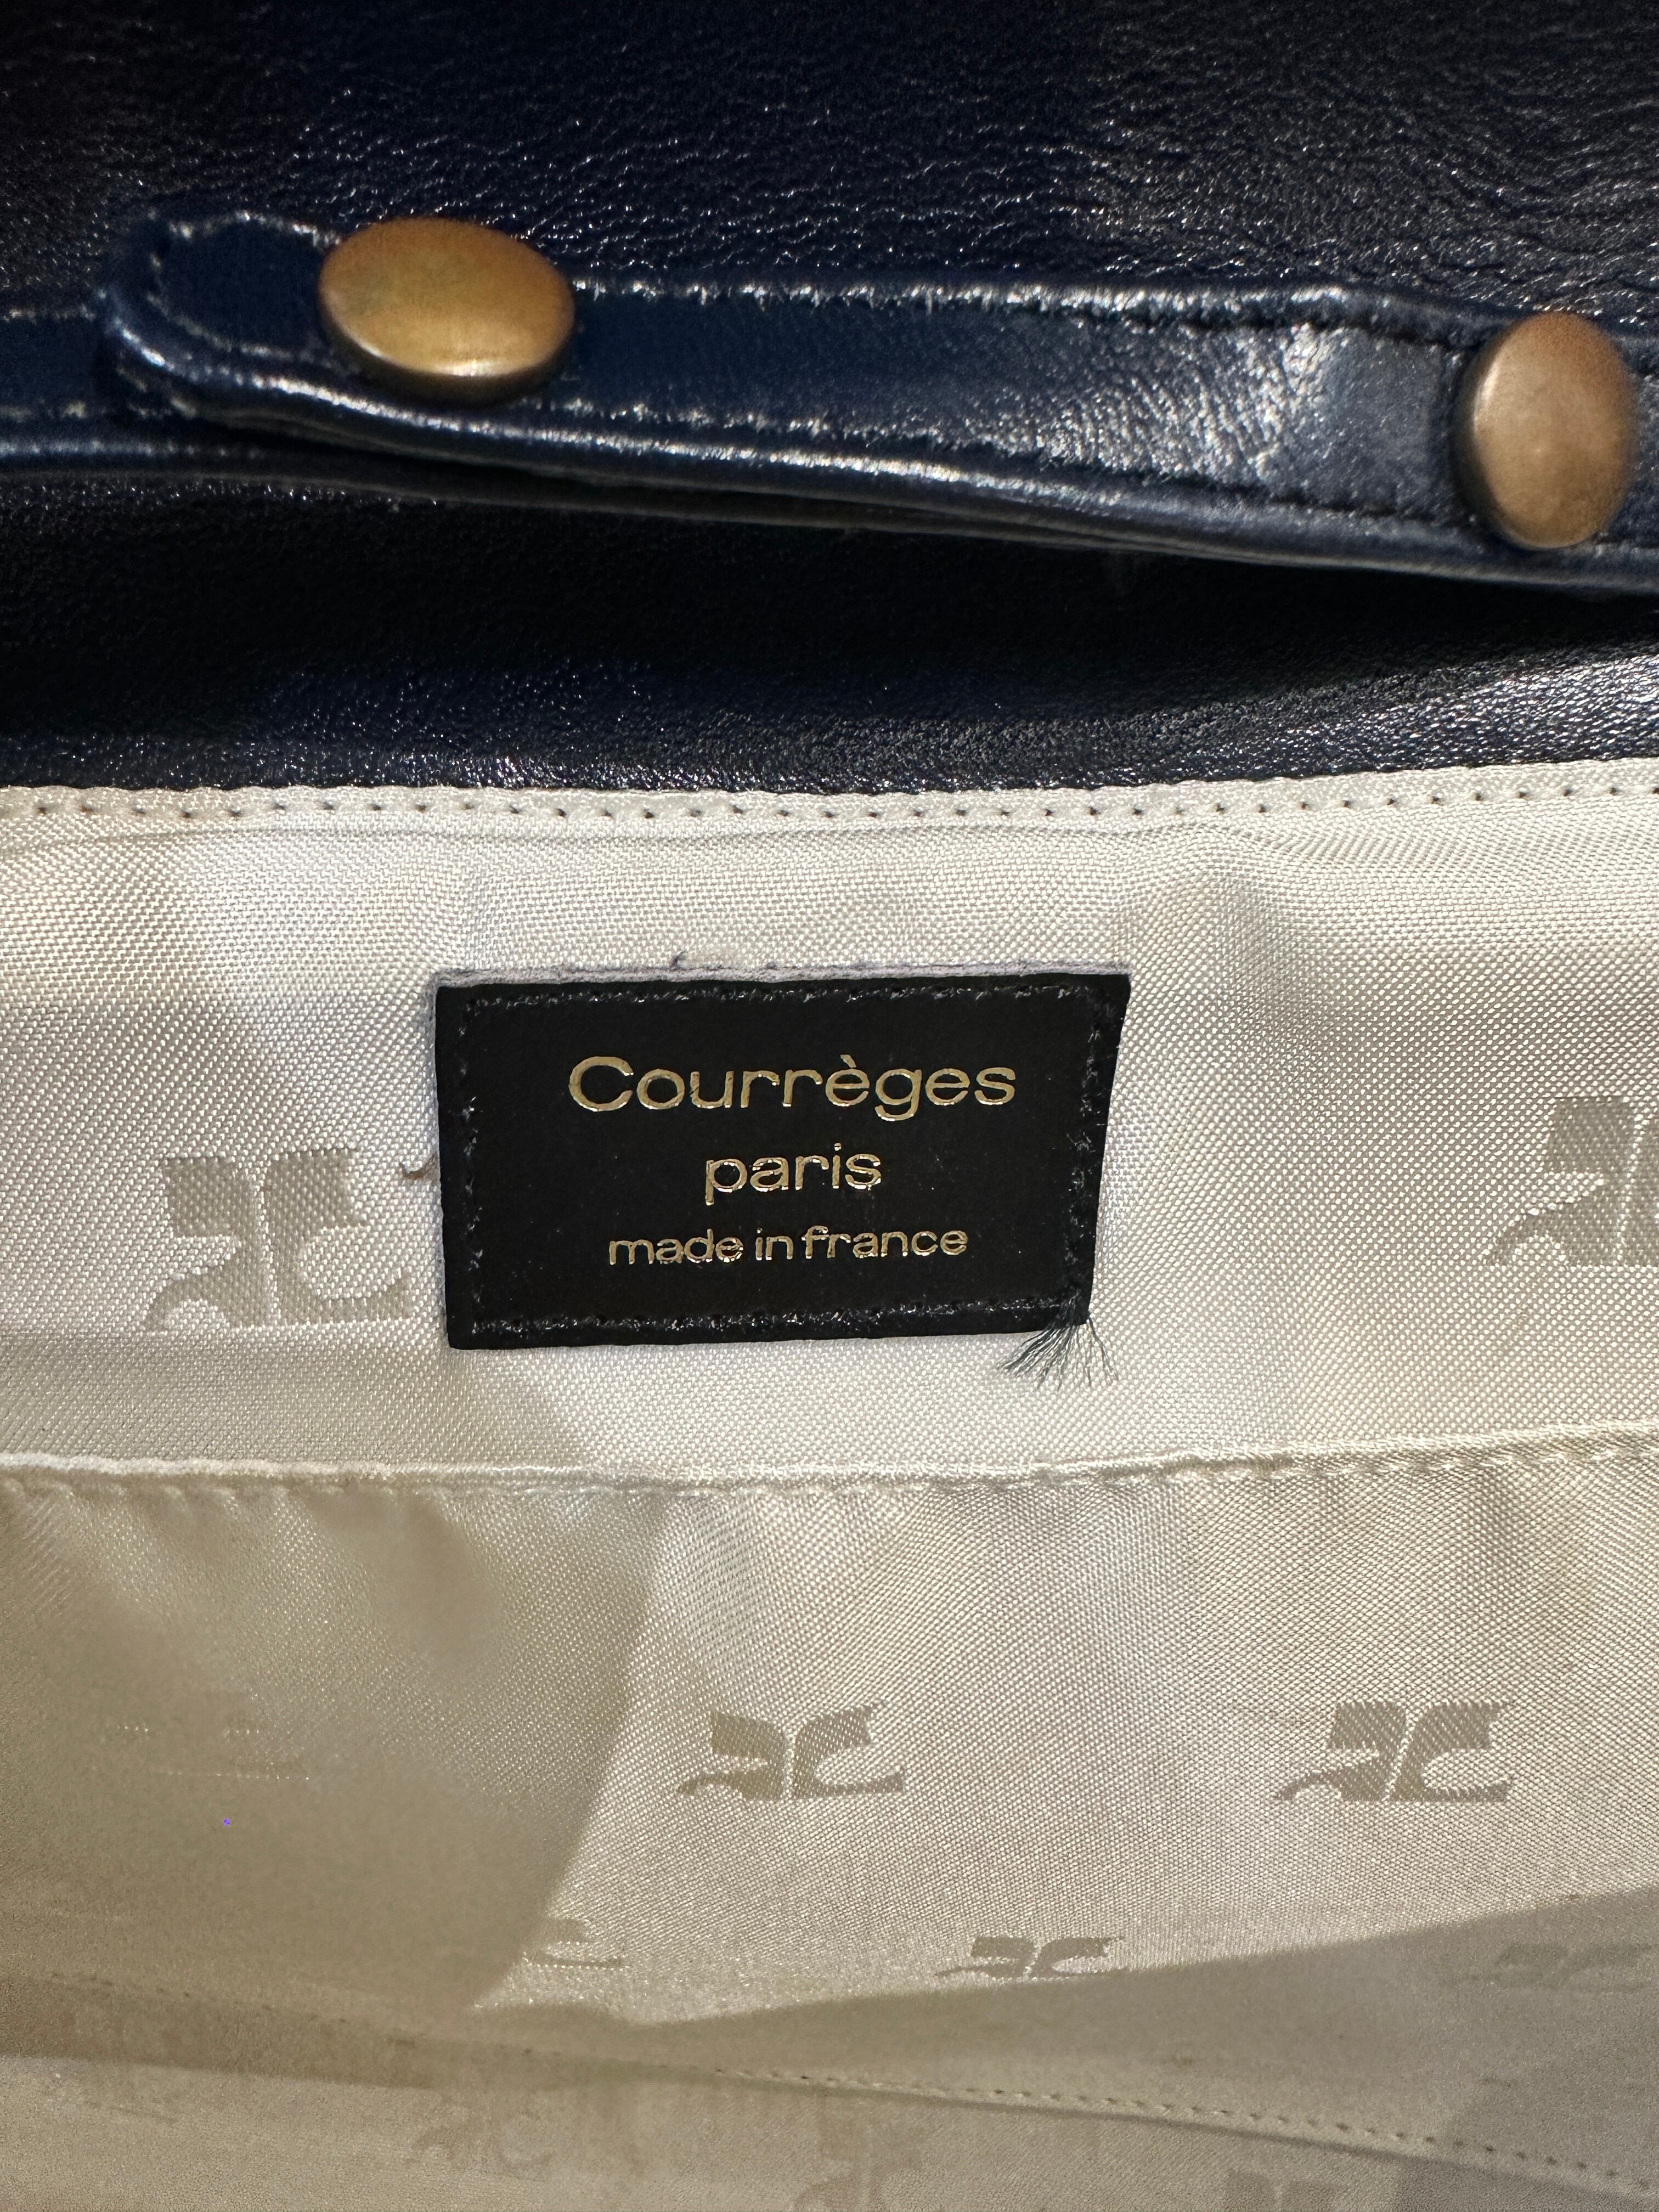 Courrèges
paris
made in france